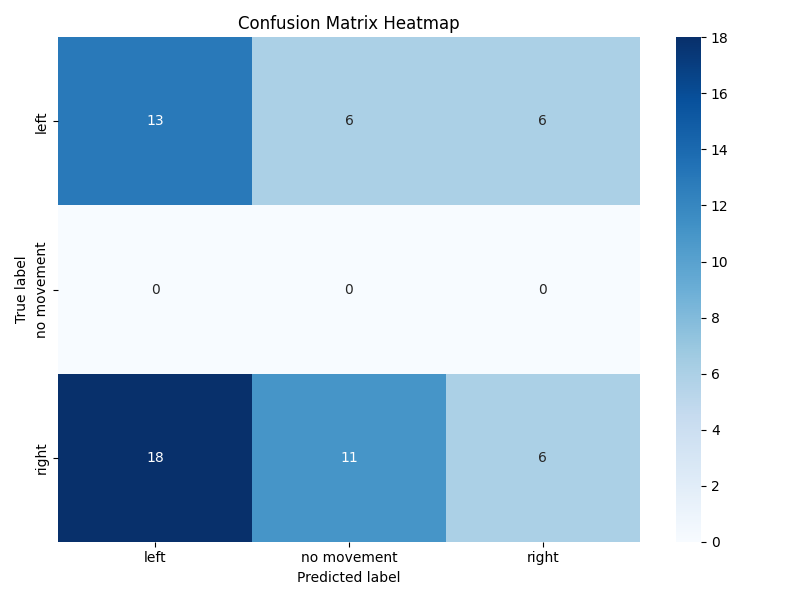 Confusion Matrix Heatmap
True label
left
no movement
right
13 6 6
0 0 0
18 11 6
left no movement right
Predicted label
18
16
14
12
10
8
6
4
2
0